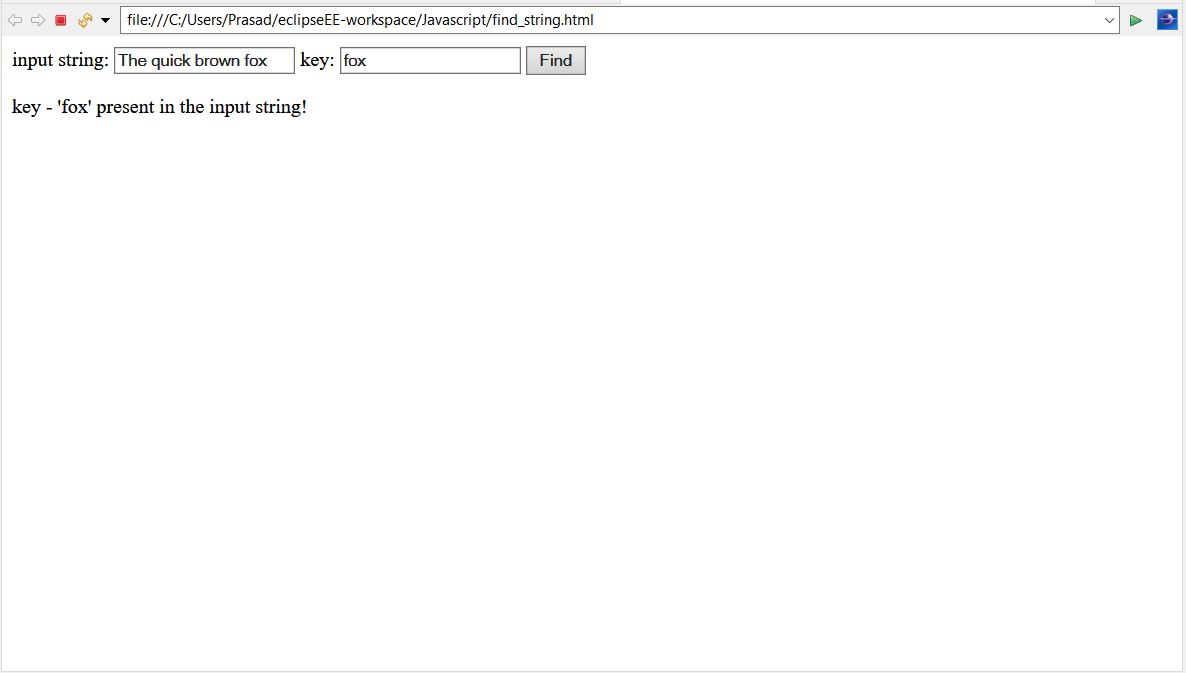 file:///C:/Users/Prasad/eclipseEE-workspace/Javascript/find_string.html
input string: The quick brown fox key: fox Find
key - 'fox' present in the input string!